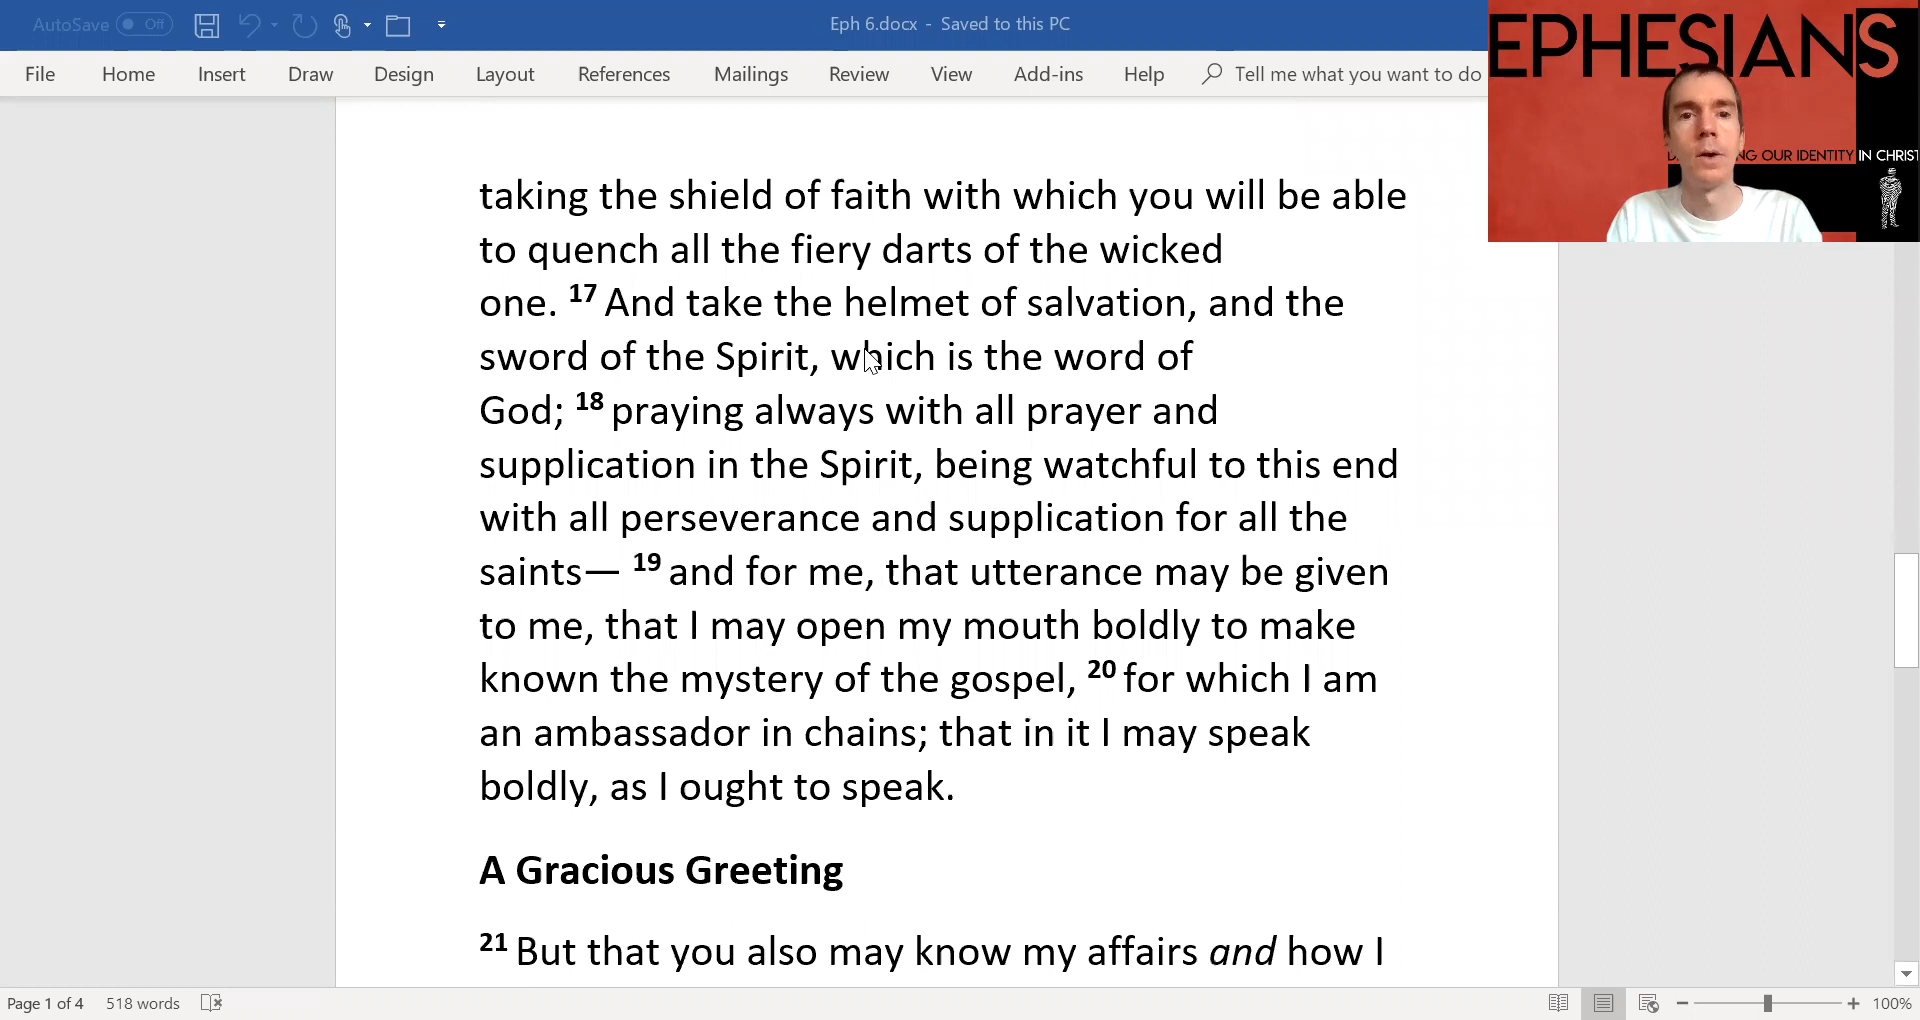 AutoSave Off
Eph 6.docx - Saved to this PC
File Home Insert Draw Design Layout References Mailings Review View Add-ins Help Tell me what you want to do
EPHESIANS
NG OUR IDENTITY IN CHRIST
taking the shield of faith with which you will be able
to quench all the fiery darts of the wicked
one. 17 And take the helmet of salvation, and the
sword of the Spirit, which is the word of
God; 18 praying always with all prayer and
supplication in the Spirit, being watchful to this end
with all perseverance and supplication for all the
saints— 19 and for me, that utterance may be given
to me, that I may open my mouth boldly to make
known the mystery of the gospel, 20 for which I am
an ambassador in chains; that in it I may speak
boldly, as I ought to speak.
A Gracious Greeting
21 But that you also may know my affairs and how I
Page 1 of 4 518 words 100%